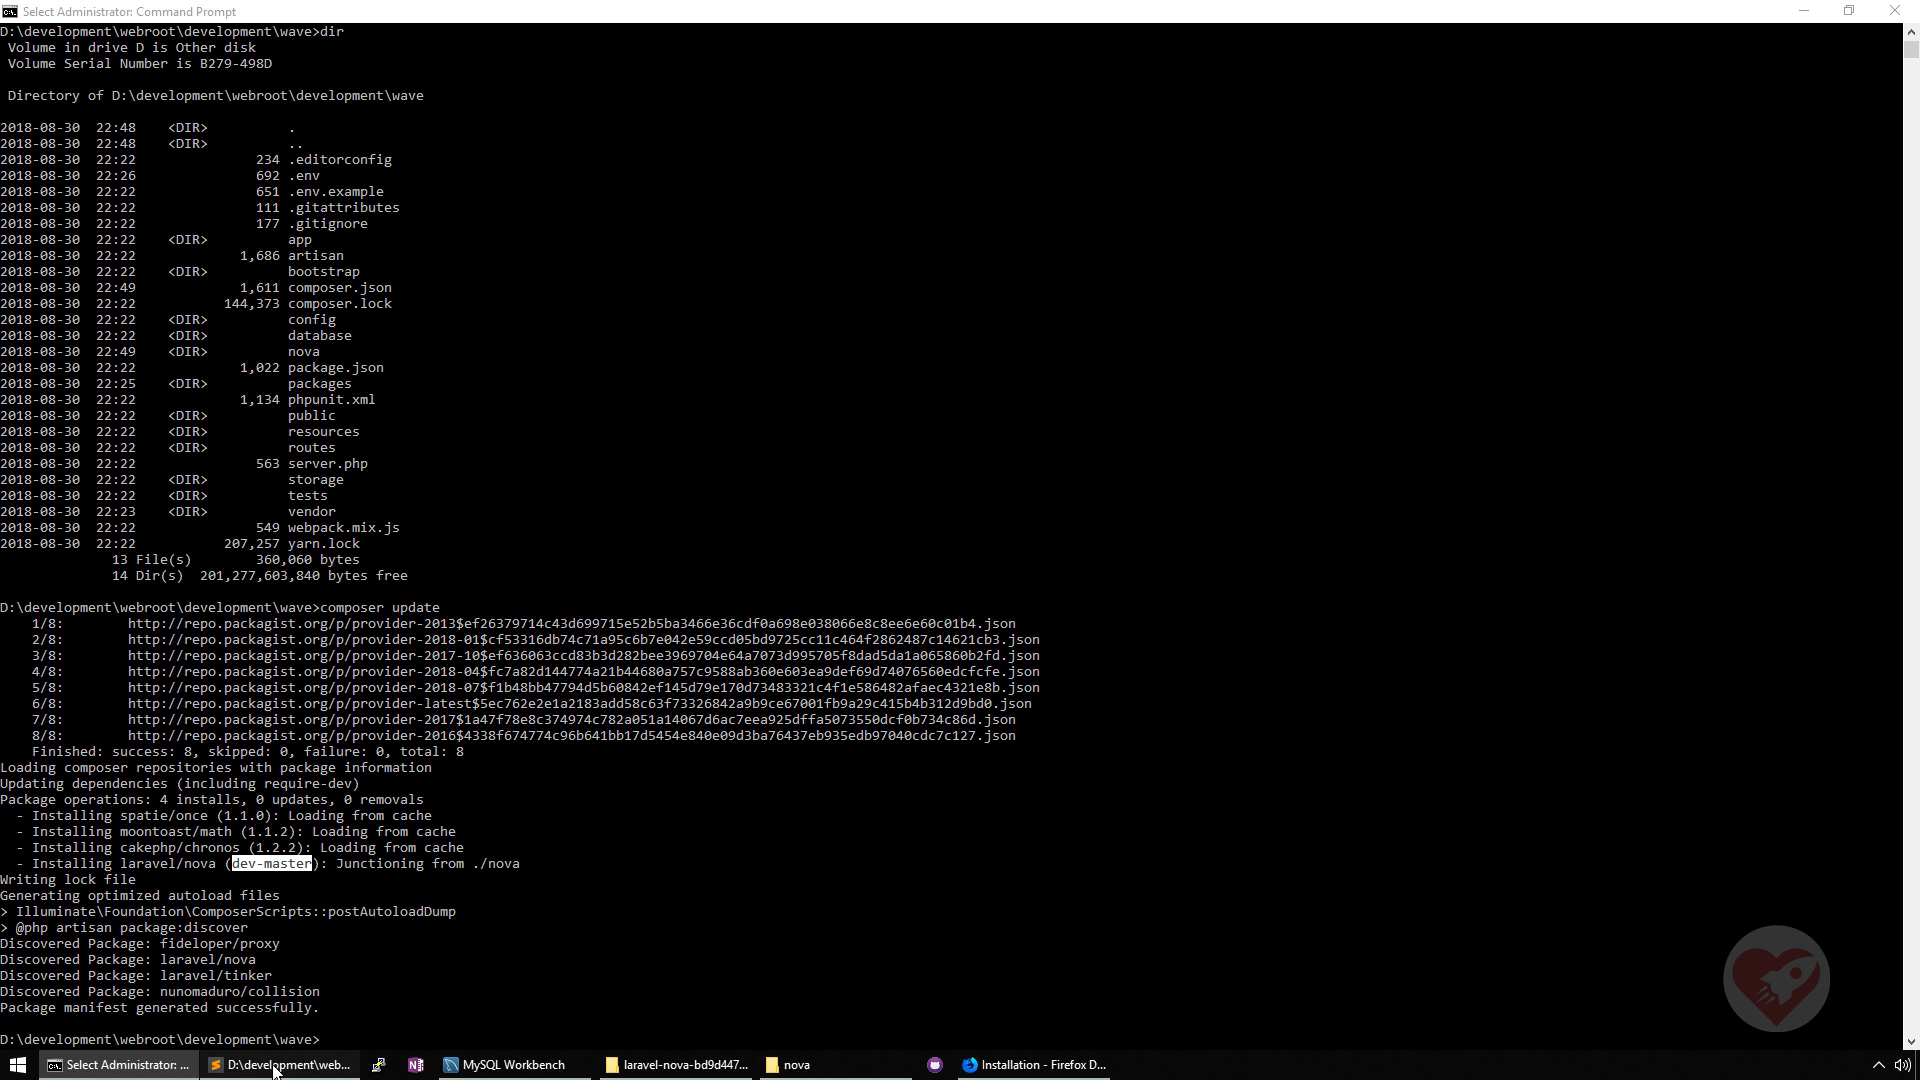 Select Administrator: Command Prompt
D:\development\webroot\development\wave>dir
 Volume in drive D is Other disk
 Volume Serial Number is B279-498D
 Directory of D:\development\webroot\development\wave
2018-08-30  22:48    <DIR>          .
2018-08-30  22:48    <DIR>          ..
2018-08-30  22:22               234 .editorconfig
2018-08-30  22:26               692 .env
2018-08-30  22:22               651 .env.example
2018-08-30  22:22               111 .gitattributes
2018-08-30  22:22               177 .gitignore
2018-08-30  22:22    <DIR>          app
2018-08-30  22:22             1,686 artisan
2018-08-30  22:22    <DIR>          bootstrap
2018-08-30  22:49             1,611 composer.json
2018-08-30  22:22           144,373 composer.lock
2018-08-30  22:22    <DIR>          config
2018-08-30  22:22    <DIR>          database
2018-08-30  22:49    <DIR>          nova
2018-08-30  22:22             1,022 package.json
2018-08-30  22:25    <DIR>          packages
2018-08-30  22:22             1,134 phpunit.xml
2018-08-30  22:22    <DIR>          public
2018-08-30  22:22    <DIR>          resources
2018-08-30  22:22    <DIR>          routes
2018-08-30  22:22               563 server.php
2018-08-30  22:22    <DIR>          storage
2018-08-30  22:22    <DIR>          tests
2018-08-30  22:23    <DIR>          vendor
2018-08-30  22:22               549 webpack.mix.js
2018-08-30  22:22           207,257 yarn.lock
              13 File(s)        360,060 bytes
              14 Dir(s)  201,277,603,840 bytes free
D:\development\webroot\development\wave>composer update
    1/8:        http://repo.packagist.org/p/provider-2013$ef26379714c43d699715e52b5ba3466e36cdf0a698e038066e8c8ee6e60c01b4.json
    2/8:        http://repo.packagist.org/p/provider-2018-01$cf53316db74c71a95c6b7e042e59ccd05bd9725cc11c464f2862487c14621cb3.json
    3/8:        http://repo.packagist.org/p/provider-2017-10$ef636063ccd83b3d282bee3969704e64a7073d995705f8dad5da1a065860b2fd.json
    4/8:        http://repo.packagist.org/p/provider-2018-04$fc7a82d144774a21b44680a757c9588ab360e603ea9def69d74076560edcfcfe.json
    5/8:        http://repo.packagist.org/p/provider-2018-07$f1b48bb47794d5b60842ef145d79e170d73483321c4f1e586482afaec4321e8b.json
    6/8:        http://repo.packagist.org/p/provider-latest$5ec762e2e1a2183add58c63f73326842a9b9ce67001fb9a29c415b4b312d9bd0.json
    7/8:        http://repo.packagist.org/p/provider-2017$1a47f78e8c374974c782a051a14067d6ac7eea925dffa5073550dcf0b734c86d.json
    8/8:        http://repo.packagist.org/p/provider-2016$4338f674774c96b641bb17d5454e840e09d3ba76437eb935edb97040cdc7c127.json
    Finished: success: 8, skipped: 0, failure: 0, total: 8
Loading composer repositories with package information
Updating dependencies (including require-dev)
Package operations: 4 installs, 0 updates, 0 removals
  - Installing spatie/once (1.1.0): Loading from cache
  - Installing moontoast/math (1.1.2): Loading from cache
  - Installing cakephp/chronos (1.2.2): Loading from cache
  - Installing laravel/nova (dev-master): Junctioning from ./nova
Writing lock file
Generating optimized autoload files
> Illuminate\Foundation\ComposerScripts::postAutoloadDump
> @php artisan package:discover
Discovered Package: fideloper/proxy
Discovered Package: laravel/nova
Discovered Package: laravel/tinker
Discovered Package: nunomaduro/collision
Package manifest generated successfully.
D:\development\webroot\development\wave>
Select Administrator: ... D:\development\web... MySQL Workbench laravel-nova-bd9d447... nova Installation - Firefox D...